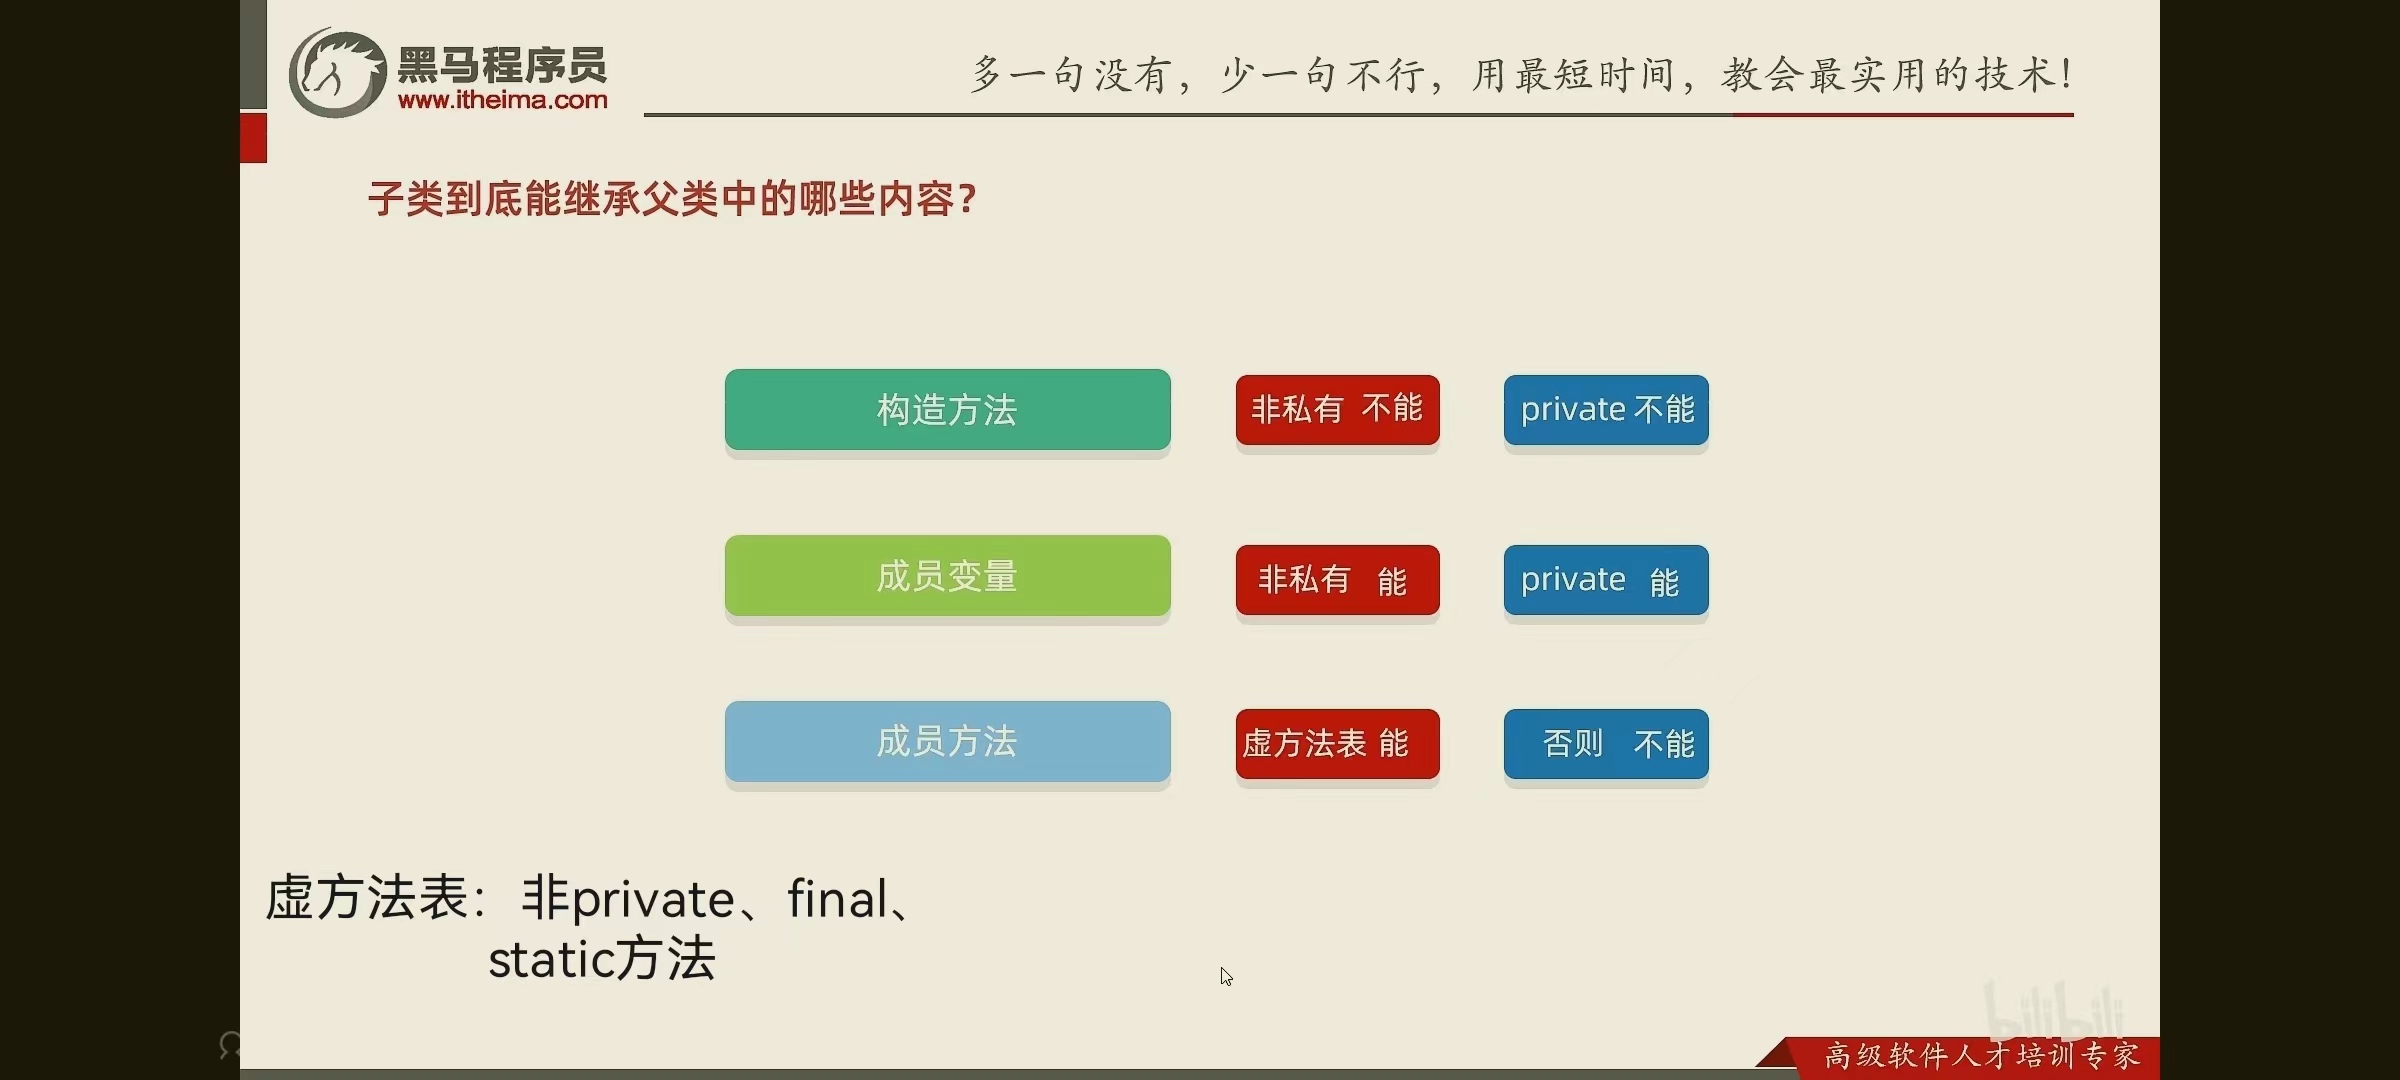 黑马程序员
www.itheima.com
多一句没有，少一句不行，用最短时间，教会最实用的技术！
子类到底能继承父类中的哪些内容？
构造方法 非私有 不能 private 不能
成员变量 非私有 能 private 能
成员方法 虚方法表 能 否则 不能
虚方法表：非private、final、
static方法
bilibili
高级软件人才培训专家